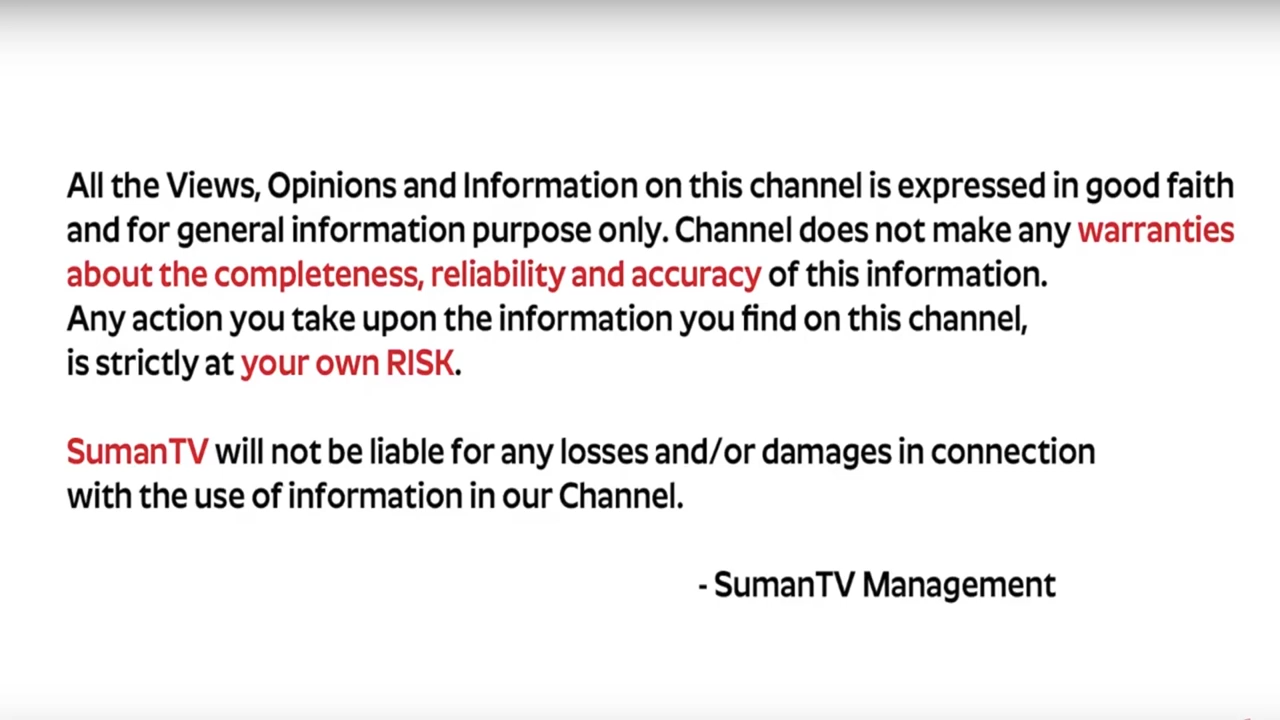 All the Views, Opinions and Information on this channel is expressed in good faith
and for general information purpose only. Channel does not make any warranties
about the completeness, reliability and accuracy of this information.
Any action you take upon the information you find on this channel,
is strictly at your own RISK.
SumanTV will not be liable for any losses and/or damages in connection
with the use of information in our Channel.
- SumanTV Management